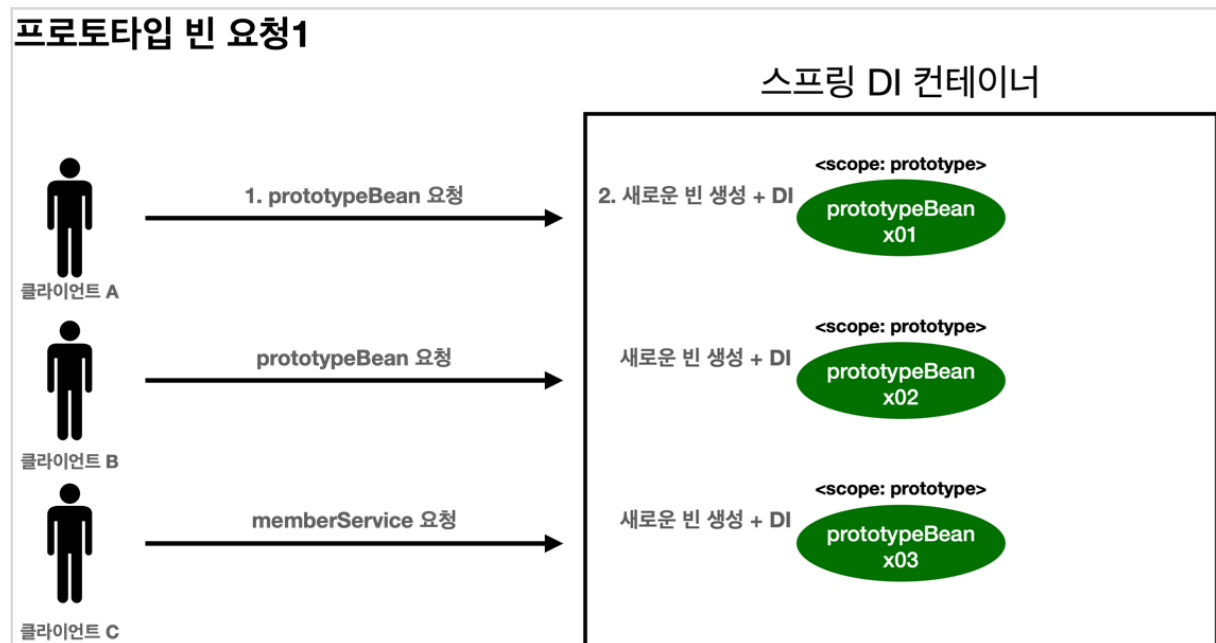 프로토타입 빈 요청1
스프링 DI 컨테이너
<scope: prototype>
1. prototypeBean 요청
2. 새로운 빈 생성 + DI
prototypeBean
x01
클라이언트 A
<scope: prototype>
prototypeBean 요청
새로운 빈 생성 + DI
prototypeBean
x02
클라이언트 B
<scope: prototype>
memberService 요청
새로운 빈 생성 + DI
prototypeBean
x03
클라이언트 C